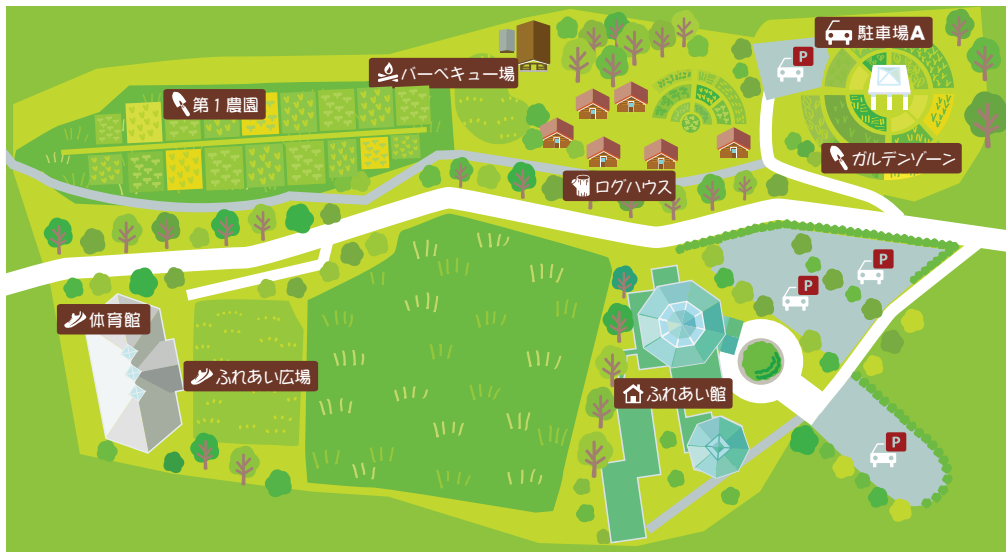 駐車場A
P
バーベキュー場
第1農園
ガルデンゾーン
ログハウス
P
P
体育館
ふれあい広場
ふれあい館
P